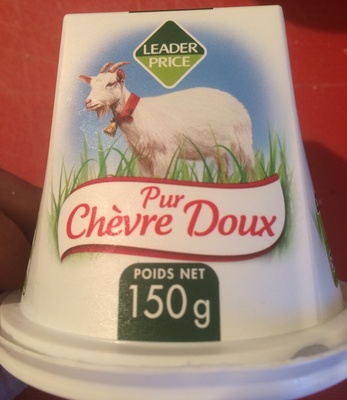 LEADER
PRICE
Pur
Chèvre Doux
POIDS NET
150g